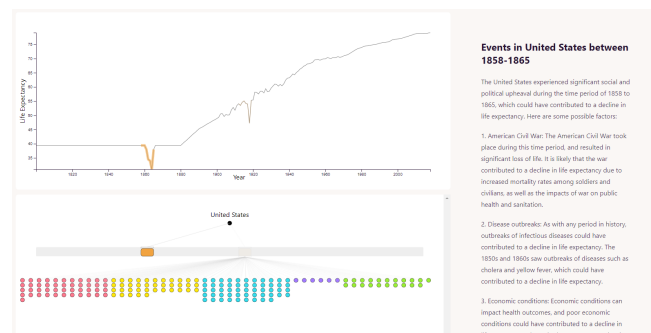 75
70
65
60
55
50
45
40
35
Life Expectancy
1820
1840
1860
1880
1900
1920
1940
1960
1980
2000
Year
United States
Events in United States between
1858-1865
The United States experienced significant social and
political upheaval during the time period of 1858 to
1865, which could have contributed to a decline in
life expectancy. Here are some possible factors:
1. American Civil War: The American Civil War took
place during this time period, and resulted in
significant loss of life. It is likely that the war
contributed to a decline in life expectancy due to
increased mortality rates among soldiers and
civilians, as well as the impacts of war on public
health and sanitation.
2. Disease outbreaks: As with any period in history,
outbreaks of infectious diseases could have
contributed to a decline in life expectancy. The
1850s and 1860s saw outbreaks of diseases such as
cholera and yellow fever, which could have
contributed to a decline in life expectancy.
3. Economic conditions: Economic conditions can
impact health outcomes, and poor economic
conditions could have contributed to a decline in